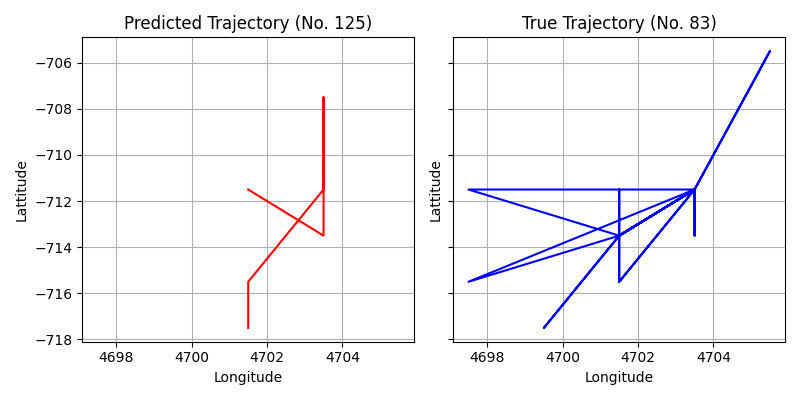 Predicted Trajectory (No. 125)
True Trajectory (No. 83)
−706
−708
−710
−712
−714
−716
−718
Lattitude
Lattitude
4698 4700 4702 4704
4698 4700 4702 4704
Longitude
Longitude